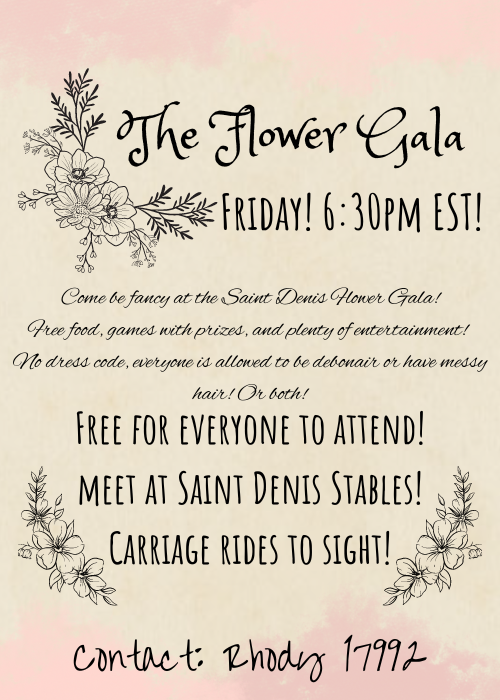 The Flower Gala
Friday! 6:30pm EST!
Come be fancy at the Saint Denis Flower Gala!
Free food, games with prizes, and plenty of entertainment!
No dress code, everyone is allowed to be debonair or have messy
hair! Or both!
Free for everyone to attend!
meet at Saint Denis Stables!
Carriage rides to sight!
Contact: Rhody 17992